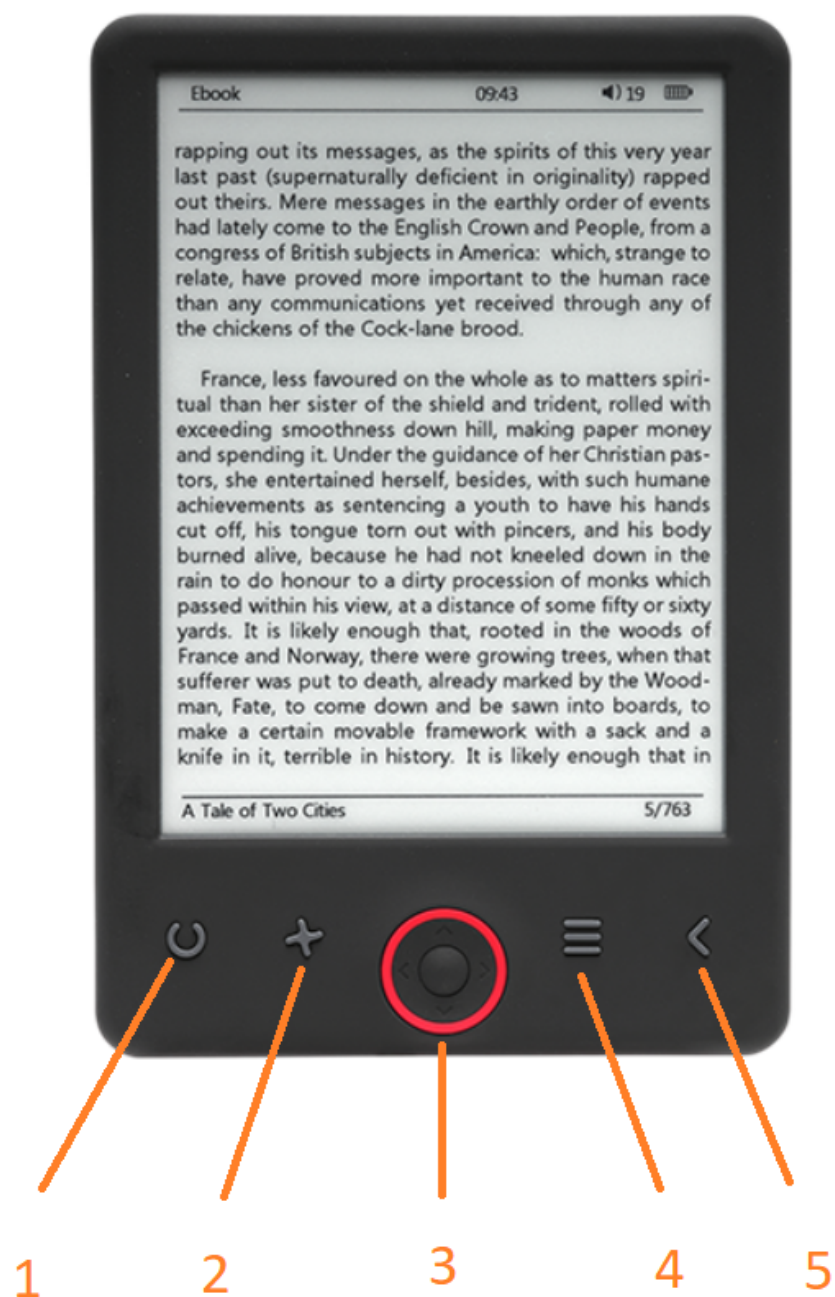 Ebook 09:43 19
rapping out its messages, as the spirits of this very year
last past (supernaturally deficient in originality) rapped
out theirs. Mere messages in the earthly order of events
had lately come to the English Crown and People, from a
congress of British subjects in America:  which, strange to
relate, have proved more important to the human race
than any communications yet received through any of
the chickens of the Cock-lane brood.
France, less favoured on the whole as to matters spiri-
tual than her sister of the shield and trident, rolled with
exceeding smoothness down hill, making paper money
and spending it. Under the guidance of her Christian pas-
tors, she entertained herself, besides, with such humane
achievements as sentencing a youth to have his hands
cut off, his tongue torn out with pincers, and his body
burned alive, because he had not kneeled down in the
rain to do honour to a dirty procession of monks which
passed within his view, at a distance of some fifty or sixty
yards. It is likely enough that, rooted in the woods of
France and Norway, there were growing trees, when that
sufferer was put to death, already marked by the Wood-
man, Fate, to come down and be sawn into boards, to
make a certain movable framework with a sack and a
knife in it, terrible in history. It is likely enough that in
A Tale of Two Cities 5/763
1 2 3 4 5